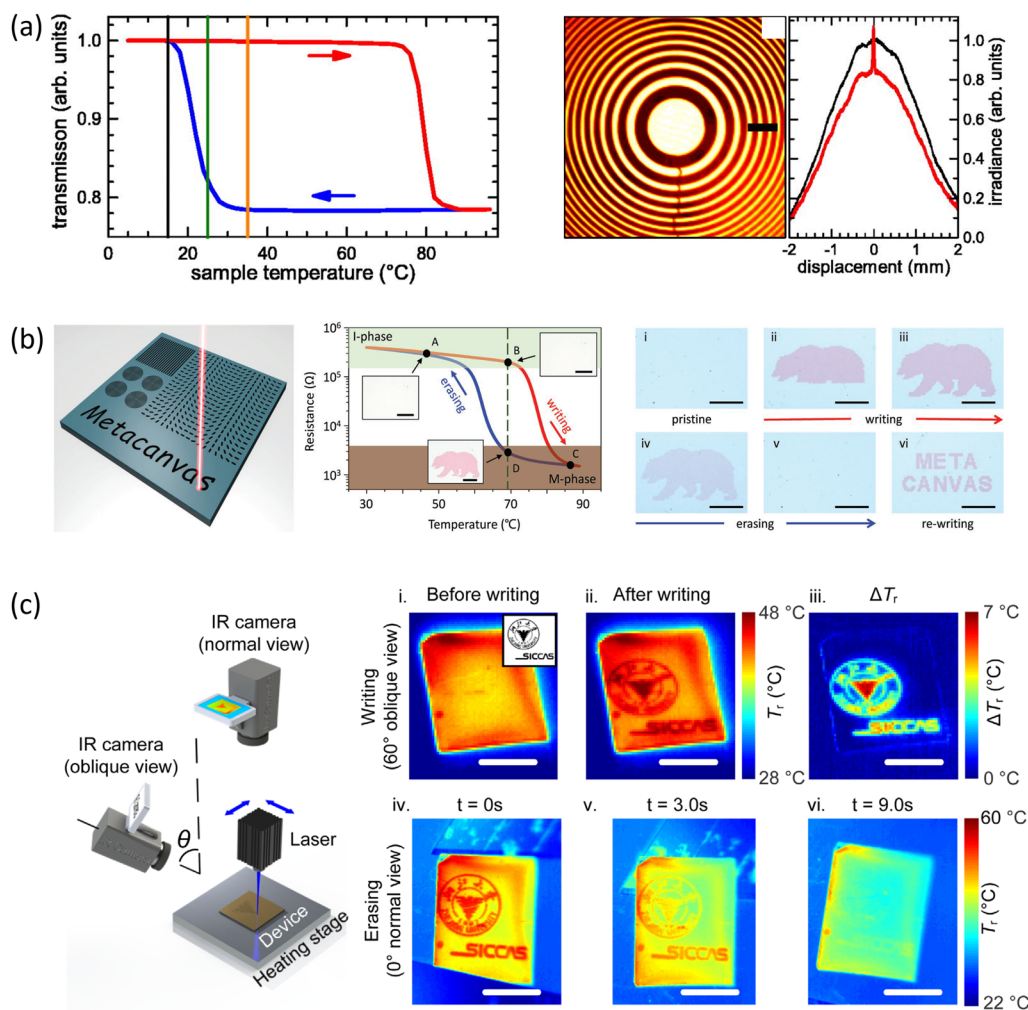 (a)
transmisson (arb. units)
1.0
0.9
0.8
0 20 40 60 80
sample temperature (°C)
1.0
0.8
0.6
0.4
0.2
0.0
irradiance (arb. units)
-2 -1 0 1 2
displacement (mm)
(b)
Metacanvas
Resistance (Ω)
10⁶
10⁵
10⁴
10³
I-phase
A
B
erasing
writing
D
C
M-phase
30 40 50 60 70 80 90
Temperature (°C)
i
ii
iii
pristine
writing
iv
v
vi
META
CANVAS
erasing
re-writing
(c)
IR camera
(normal view)
IR camera
(oblique view)
θ
Laser
Device
Heating stage
i. Before writing
ii. After writing
iii. ΔTr
Writing
(60° oblique view)
SICCAS
SICCAS
SICCAS
48 °C
Tr (°C)
28 °C
7 °C
ΔTr (°C)
0 °C
iv. t = 0s
v. t = 3.0s
vi. t = 9.0s
Erasing
(0° normal view)
SICCAS
SICCAS
60 °C
Tr (°C)
22 °C